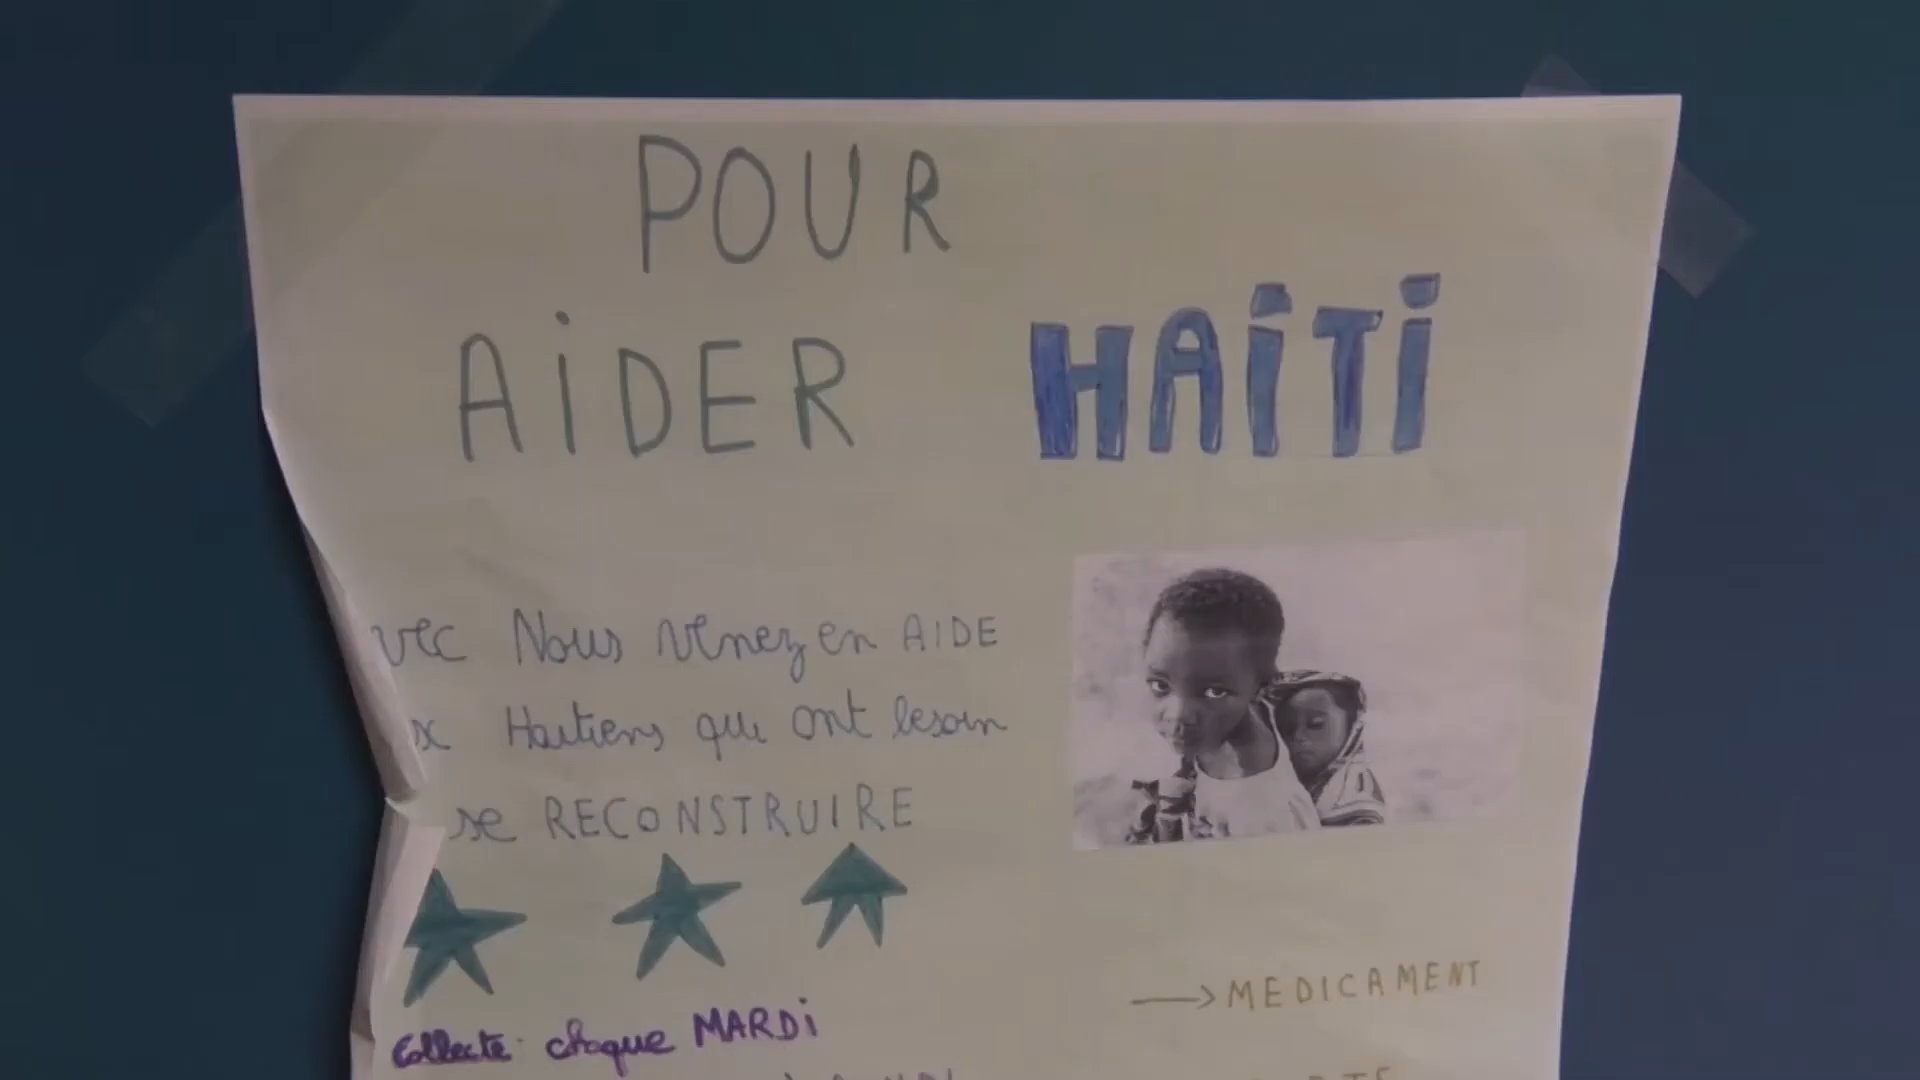 POUR
AiDER HAiTi
vec Nous venez en AIDE
x Haitiens qui ont besoin
se RECONSTRUIRE
→ MEDICAMENT
Collecte: chaque MARDi